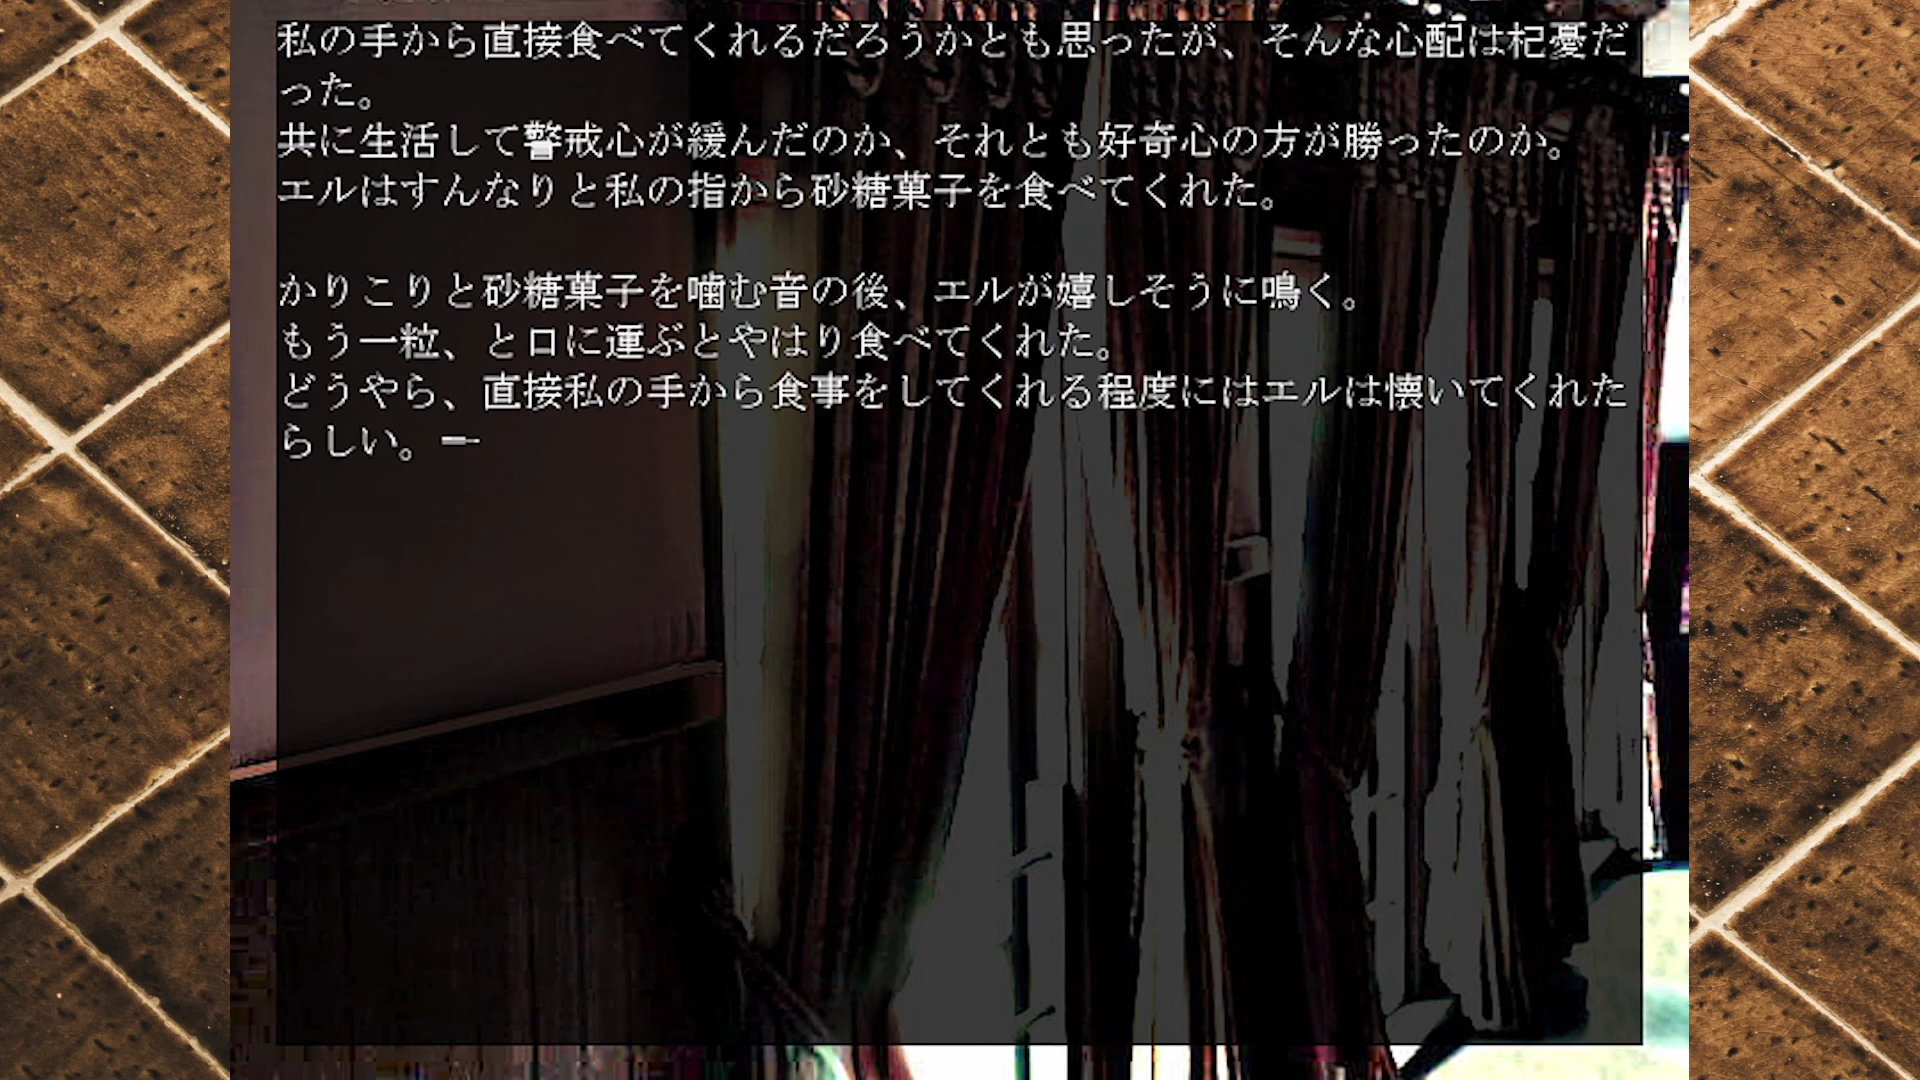 私の手から直接食べてくれるだろうかとも思ったが、そんな心配は杞憂だ
った。
共に生活して警戒心が緩んだのか、それとも好奇心の方が勝ったのか。
エルはすんなりと私の指から砂糖菓子を食べてくれた。
かりこりと砂糖菓子を噛む音の後、エルが嬉しそうに鳴く。
もう一粒、と口に運ぶとやはり食べてくれた。
どうやら、直接私の手から食事をしてくれる程度にはエルは懐いてくれた
らしい。